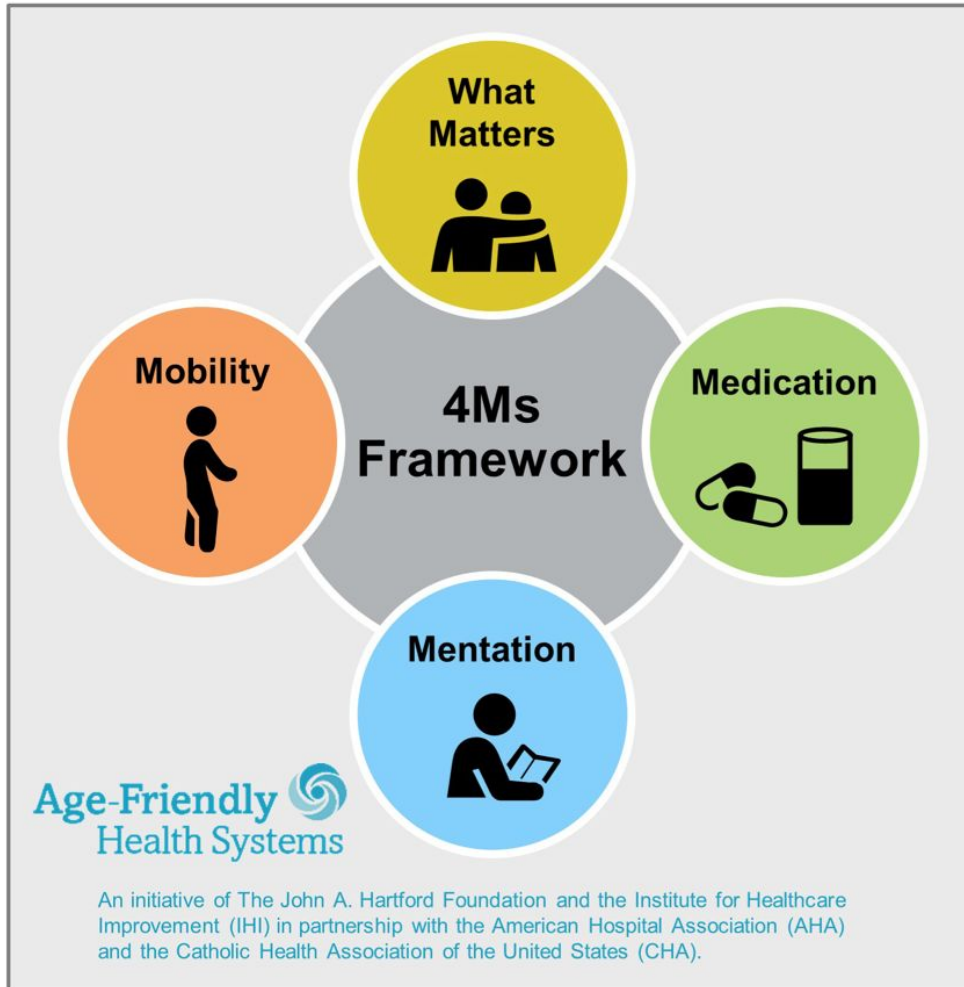 What
Matters
Mobility
4Ms
Framework
Medication
Mentation
Age-Friendly
Health Systems
An initiative of The John A. Hartford Foundation and the Institute for Healthcare
Improvement (IHI) in partnership with the American Hospital Association (AHA)
and the Catholic Health Association of the United States (CHA).